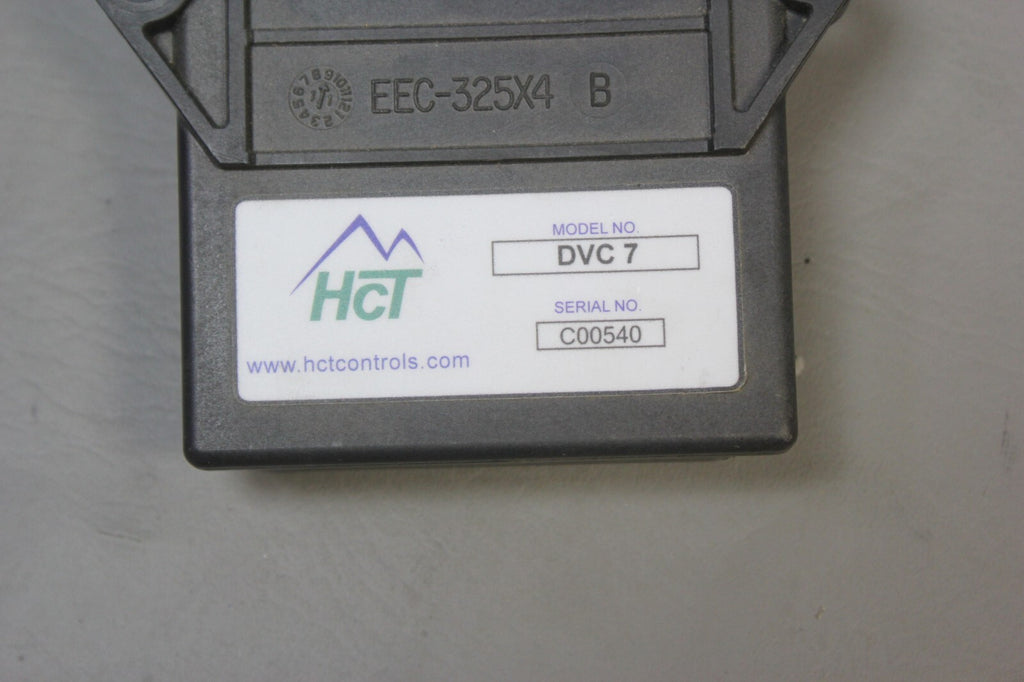 EEC-325X4 B
HCT
www.hctcontrols.com
MODEL NO.
DVC 7
SERIAL NO.
C00540